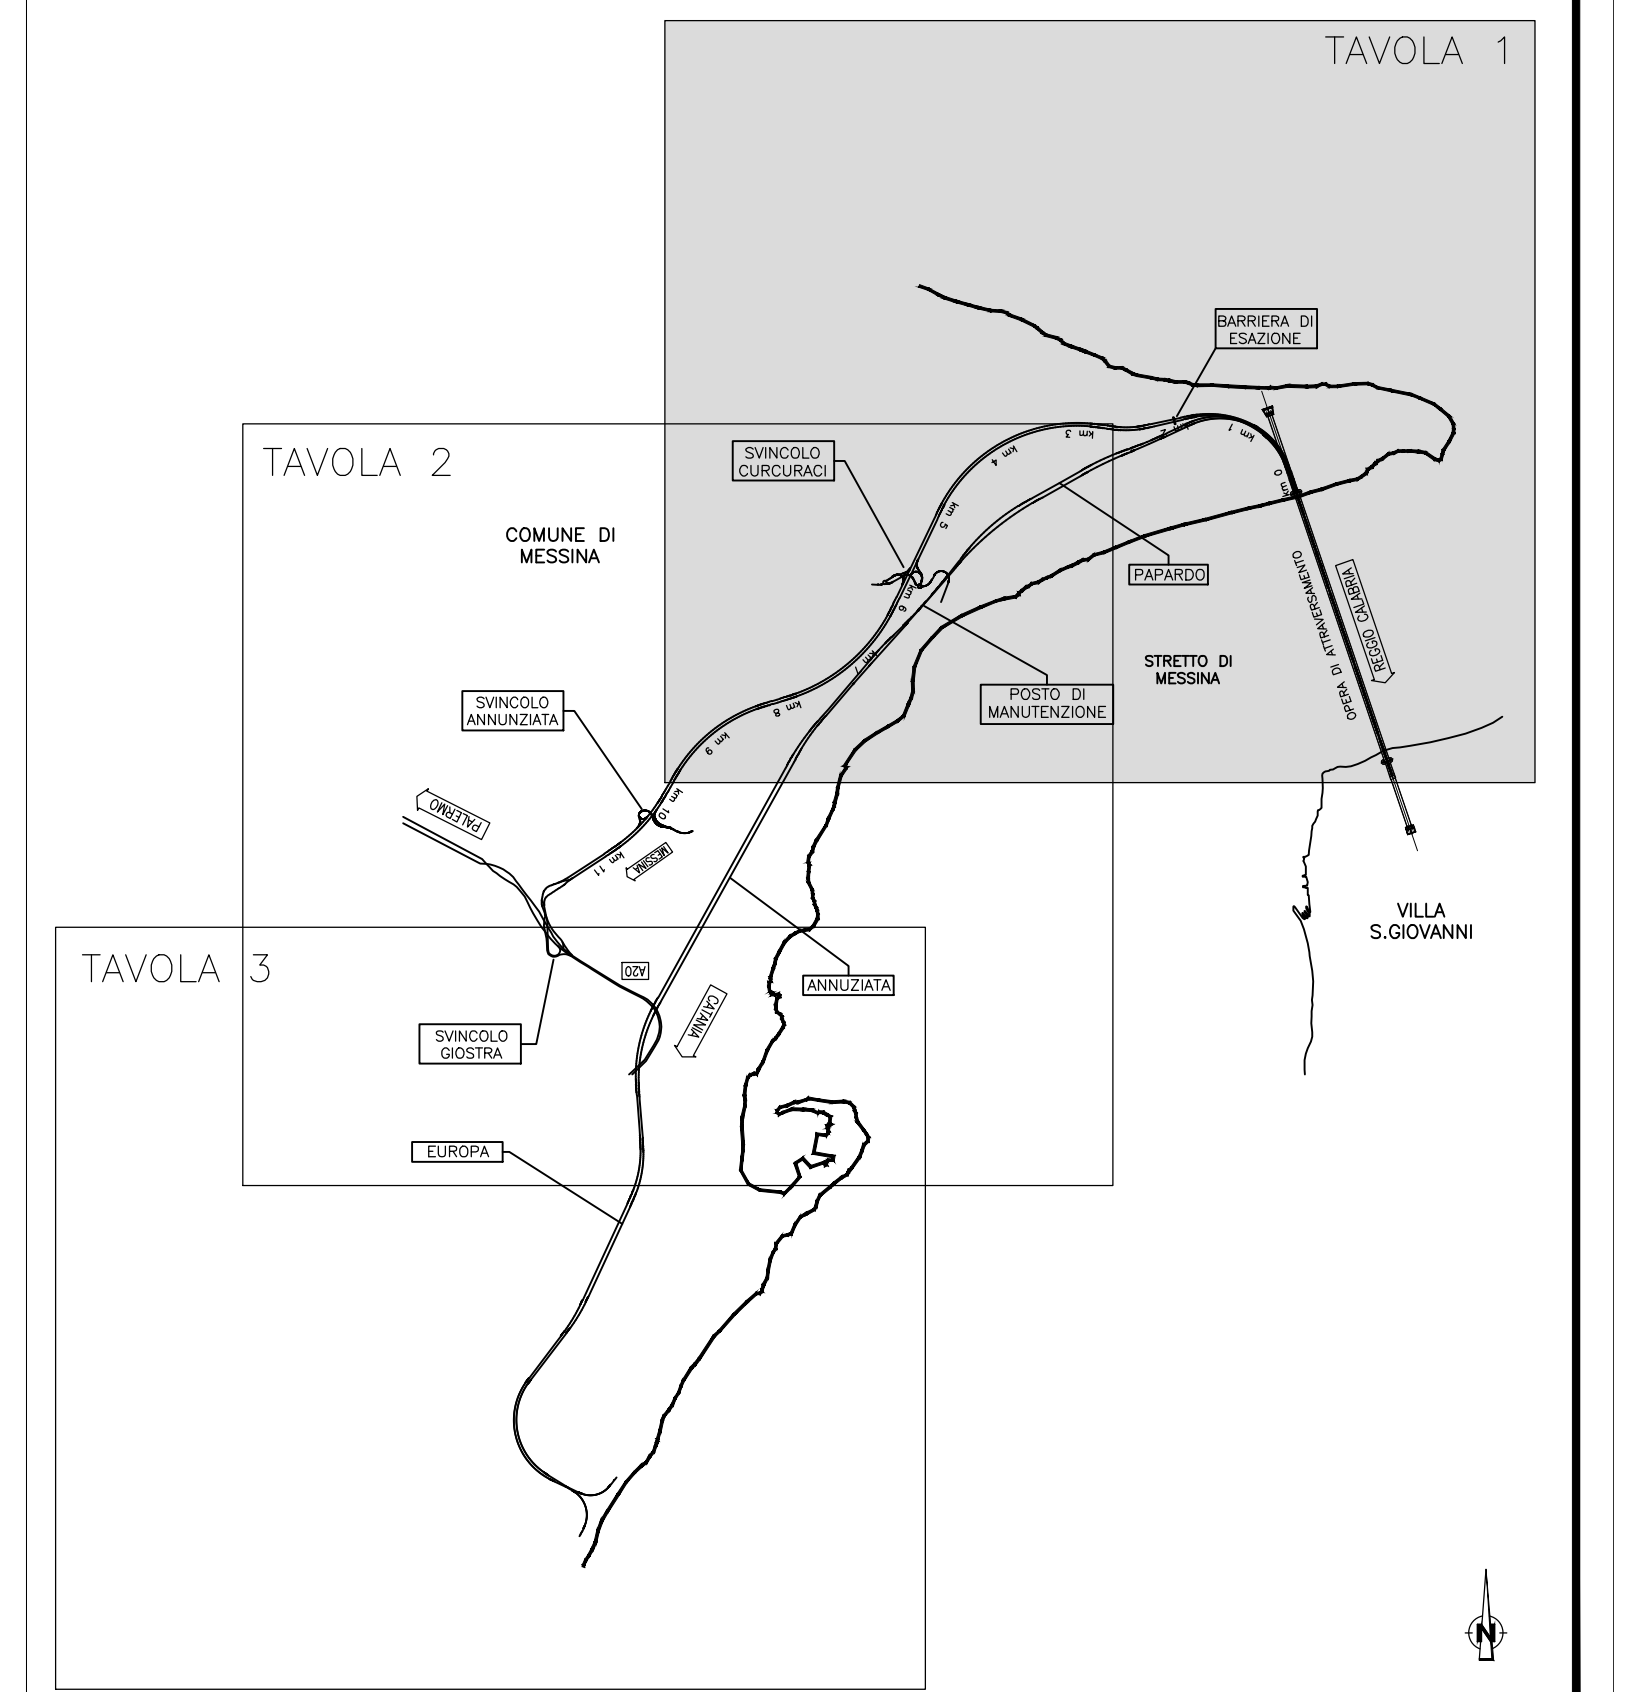 TAVOLA 1
BARRIERA DI
ESAZIONE
TAVOLA 2
SVINCOLO
CURCURACI
km 0
km 1
km 2
km 3
km 4
km 5
km 6
km 7
km 8
km 9
km 10
km 11
COMUNE DI
MESSINA
PAPARDO
OPERA DI ATTRAVERSAMENTO
REGGIO CALABRIA
STRETTO DI
MESSINA
POSTO DI
MANUTENZIONE
SVINCOLO
ANNUNZIATA
PALERMO
MESSINA
VILLA
S.GIOVANNI
TAVOLA 3
A20
ANNUZIATA
CATANIA
SVINCOLO
GIOSTRA
EUROPA
N